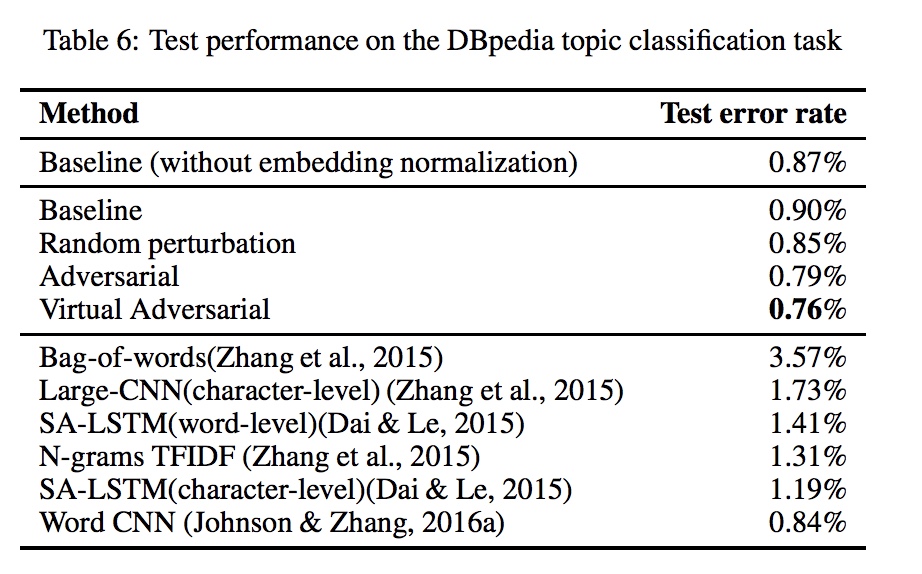 Table 6: Test performance on the DBpedia topic classification task
Method Test error rate
Baseline (without embedding normalization) 0.87%
Baseline 0.90%
Random perturbation 0.85%
Adversarial 0.79%
Virtual Adversarial 0.76%
Bag-of-words(Zhang et al., 2015) 3.57%
Large-CNN(character-level) (Zhang et al., 2015) 1.73%
SA-LSTM(word-level)(Dai & Le, 2015) 1.41%
N-grams TFIDF (Zhang et al., 2015) 1.31%
SA-LSTM(character-level)(Dai & Le, 2015) 1.19%
Word CNN (Johnson & Zhang, 2016a) 0.84%